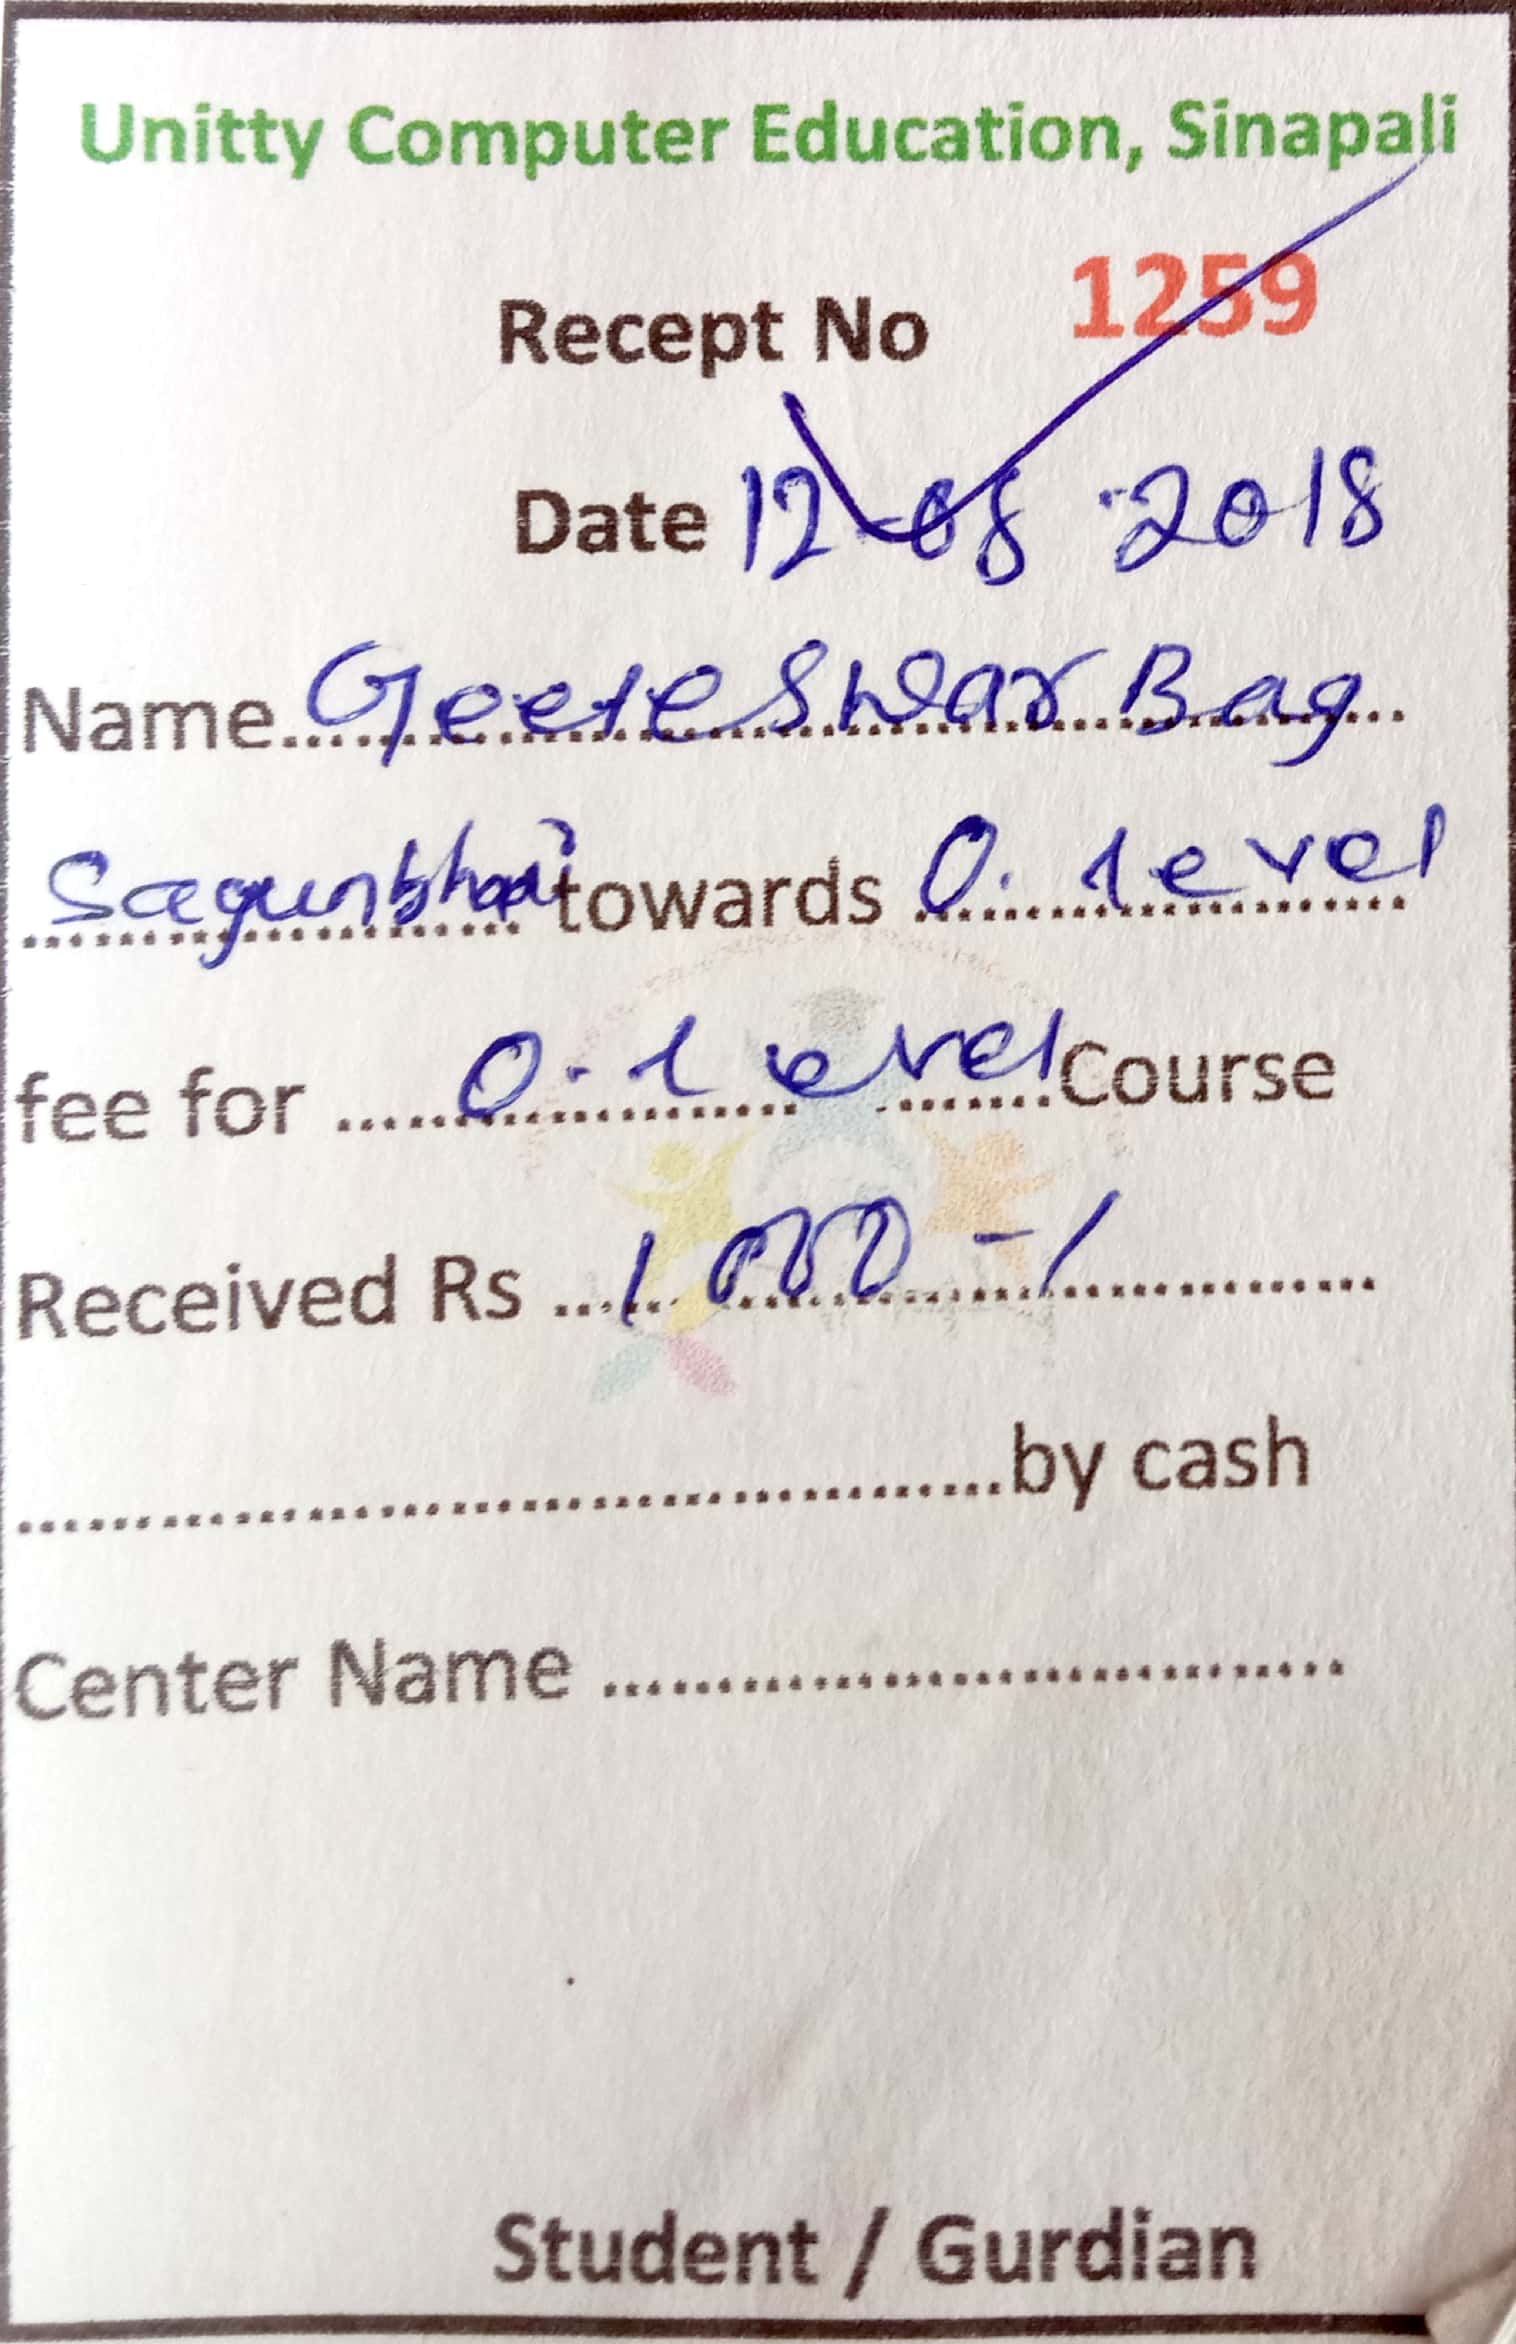 Unitty Computer Education, Sinapali
Recept No 1259
Date 12-08-2018
Name Geeteswar Bag
Sagunbhadi towards O. level
fee for O. level Course
Received Rs 1000-/
by cash
Center Name
Student / Gurdian